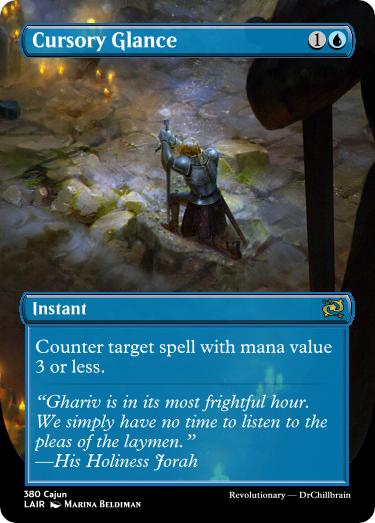 Cursory Glance
1
Instant
Counter target spell with mana value
3 or less.
“Ghariv is in its most frightful hour.
We simply have no time to listen to the
pleas of the laymen.”
—His Holiness Jorah
380 Cajun
LAIR Marina Beldiman
Revolutionary — DrChillbrain